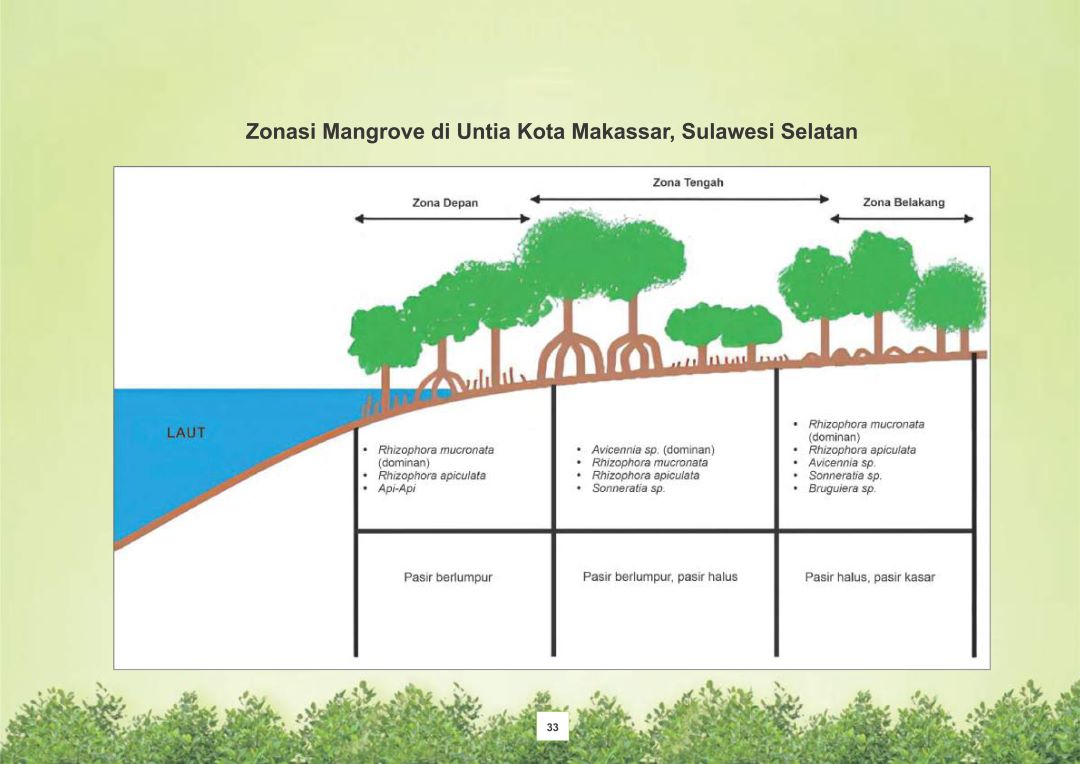 Zonasi Mangrove di Untia Kota Makassar, Sulawesi Selatan
Zona Depan
Zona Tengah
Zona Belakang
LAUT
• Rhizophora mucronata
(dominan)
• Rhizophora apiculata
• Api-Api
• Avicennia sp. (dominan)
• Rhizophora mucronata
• Rhizophora apiculata
• Sonneratia sp.
• Rhizophora mucronata
(dominan)
• Rhizophora apiculata
• Avicennia sp.
• Sonneratia sp.
• Bruguiera sp.
Pasir berlumpur
Pasir berlumpur, pasir halus
Pasir halus, pasir kasar
33